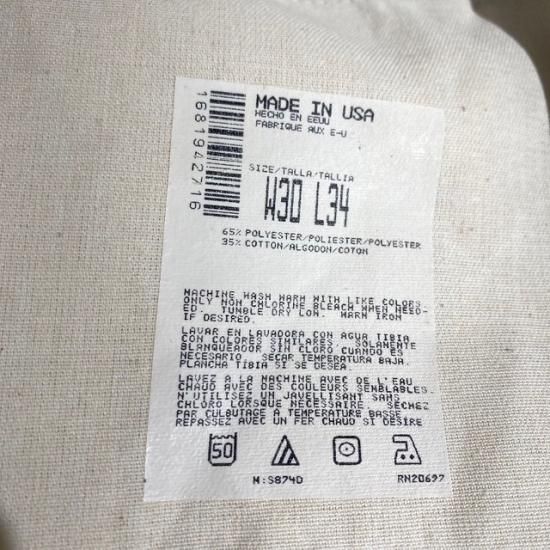 1681942716
MADE IN USA
HECHO EN EEUU
FABRIQUE AUX E-U
SIZE/TALLA/TALLIA
W30 L34
65% POLYESTER/POLIESTER/POLYESTER
35% COTTON/ALGODON/COTON
MACHINE WASH WARM WITH LIKE COLORS.
ONLY NON CHLORINE BLEACH WHEN NEED-
ED. TUMBLE DRY LOW. WARM IRON
IF DESIRED.
LAVAR EN LAVADORA CON AGUA TIBIA
CON COLORES SIMILARES. SOLAMENTE
BLANQUEADOR SIN CLORO CUANDO ES
NECESARIO. SECAR TEMPERATURA BAJA.
PLANCHA TIBIA SI SE DESEA.
LAVEZ A LA MACHINE AVEC DE L'EAU
CHAUD AVEC DES COULEURS SEMBLABLES.
N'UTILISEZ UN JAVELLISANT SANS
CHLORO LORSQUE NECESSAIRE. SECHEZ
PAR CULBUTAGE A TEMPERATURE BASSE
REPASSEZ AVEC UN FER CHAUD SI DESIRE
50
M:S874D
RN20697